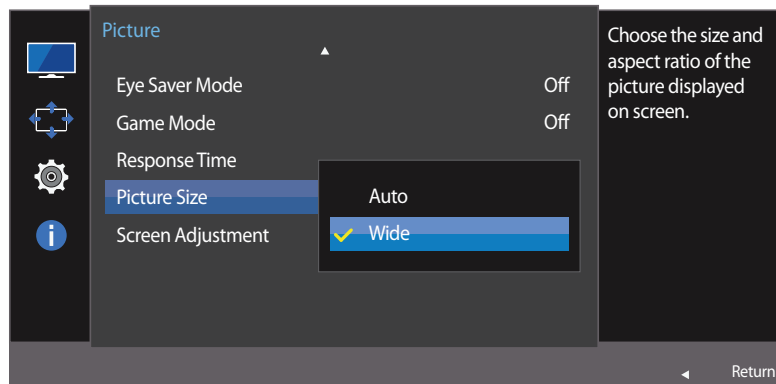 Picture
Eye Saver Mode Off
Game Mode Off
Response Time
Picture Size
Screen Adjustment
Auto
Wide
Choose the size and
aspect ratio of the
picture displayed
on screen.
Return